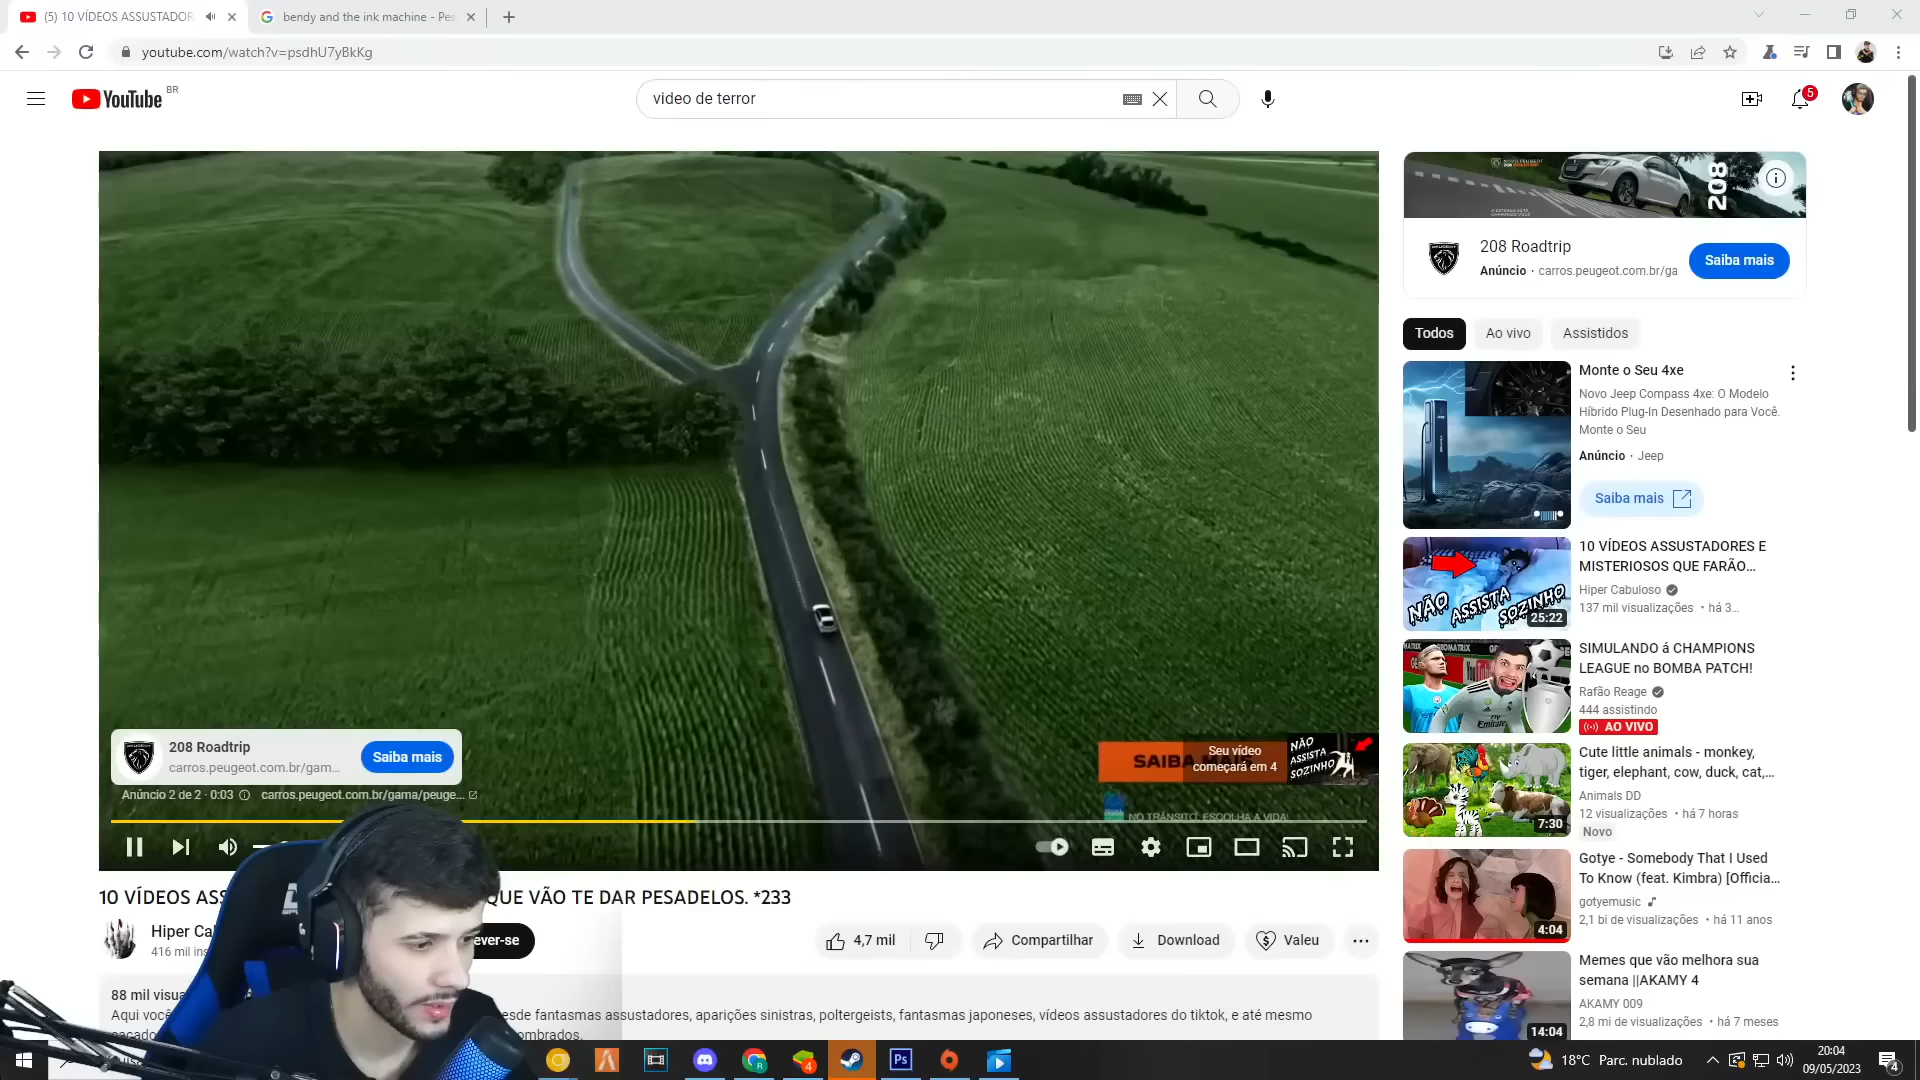 (5) 10 VÍDEOS ASSUSTADOR
bendy and the ink machine - Pes
youtube.com/watch?v=psdhU7yBkKg
YouTube BR
video de terror
5
208
208 Roadtrip
Anúncio · carros.peugeot.com.br/ga
Saiba mais
Todos
Ao vivo
Assistidos
Monte o Seu 4xe
Novo Jeep Compass 4xe: O Modelo
Híbrido Plug-In Desenhado para Você.
Monte o Seu
Anúncio · Jeep
Saiba mais
NÃO ASSISTA SOZINHO
25:22
10 VÍDEOS ASSUSTADORES E
MISTERIOSOS QUE FARÃO...
Hiper Cabuloso
137 mil visualizações · há 3...
SIMULANDO á CHAMPIONS
LEAGUE no BOMBA PATCH!
Rafão Reage
444 assistindo
AO VIVO
Cute little animals - monkey,
tiger, elephant, cow, duck, cat,...
Animals DD
12 visualizações · há 7 horas
Novo
7:30
Gotye - Somebody That I Used
To Know (feat. Kimbra) [Officia...
gotyemusic
2,1 bi de visualizações · há 11 anos
4:04
Memes que vão melhora sua
semana ||AKAMY 4
AKAMY 009
2,8 mi de visualizações · há 7 meses
14:04
208 Roadtrip
carros.peugeot.com.br/gam...
Saiba mais
Anúncio 2 de 2 · 0:03 carros.peugeot.com.br/gama/peuge...
SAIBA MAIS
Seu vídeo
começará em 4
NÃO
ASSISTA
SOZINHO
NO TRÂNSITO, ESCOLHA A VIDA!
10 VÍDEOS ASS
QUE VÃO TE DAR PESADELOS. *233
Hiper Ca
416 mil ins
ever-se
4,7 mil
Compartilhar
Download
Valeu
88 mil visua
Aqui você
esde fantasmas assustadores, aparições sinistras, poltergeists, fantasmas japoneses, vídeos assustadores do tiktok, e até mesmo
caçado
ombrados.
Ps
4
18°C Parc. nublado
20:04
09/05/2023
4